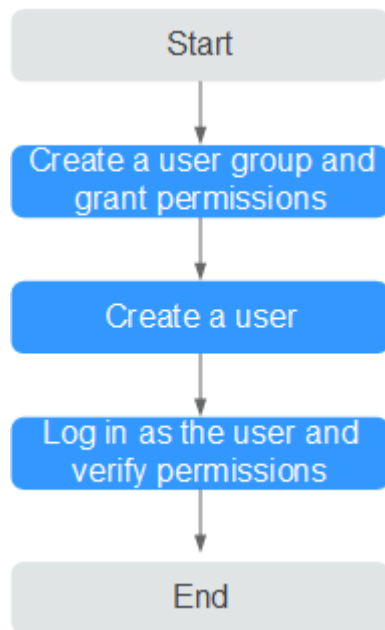 Start
Create a user group and
grant permissions
Create a user
Log in as the user and
verify permissions
End